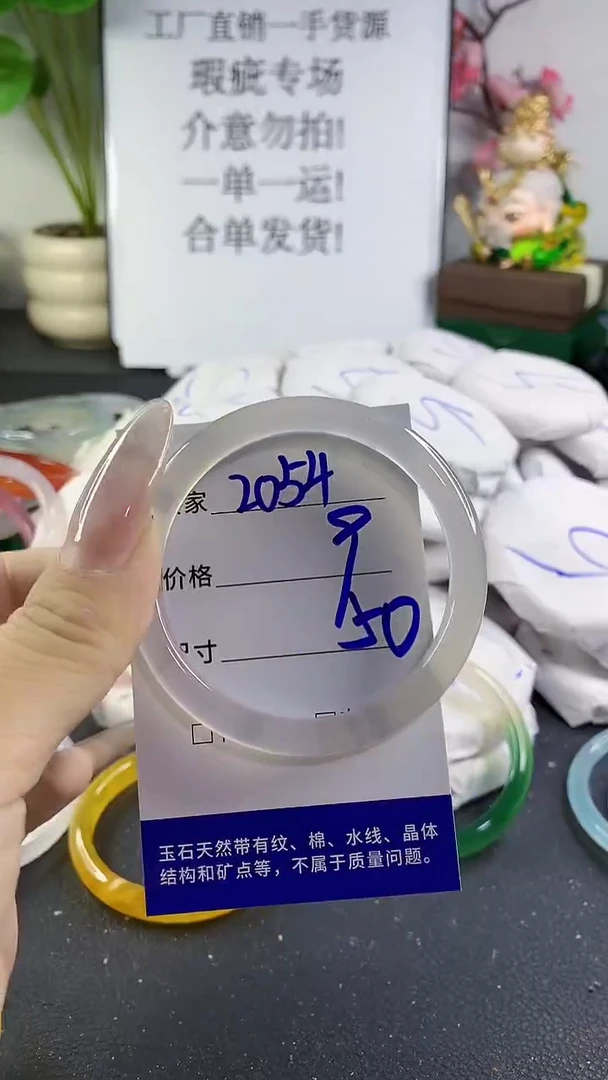 工厂直销一手货源
瑕疵专场
介意勿拍!
一单一运!
合单发货!
家 2054
价格
寸 50
玉石天然带有纹、棉、水线、晶体
结构和矿点等，不属于质量问题。